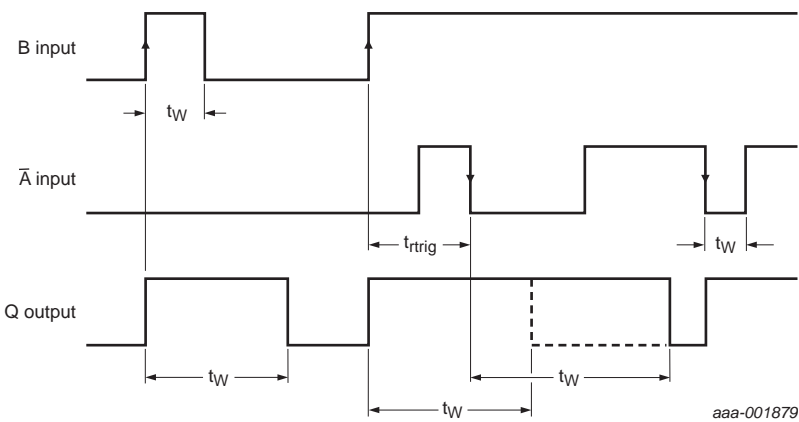 B input
tW
A̅ input
trtrig
tW
Q output
tW
tW
tW
aaa-001879